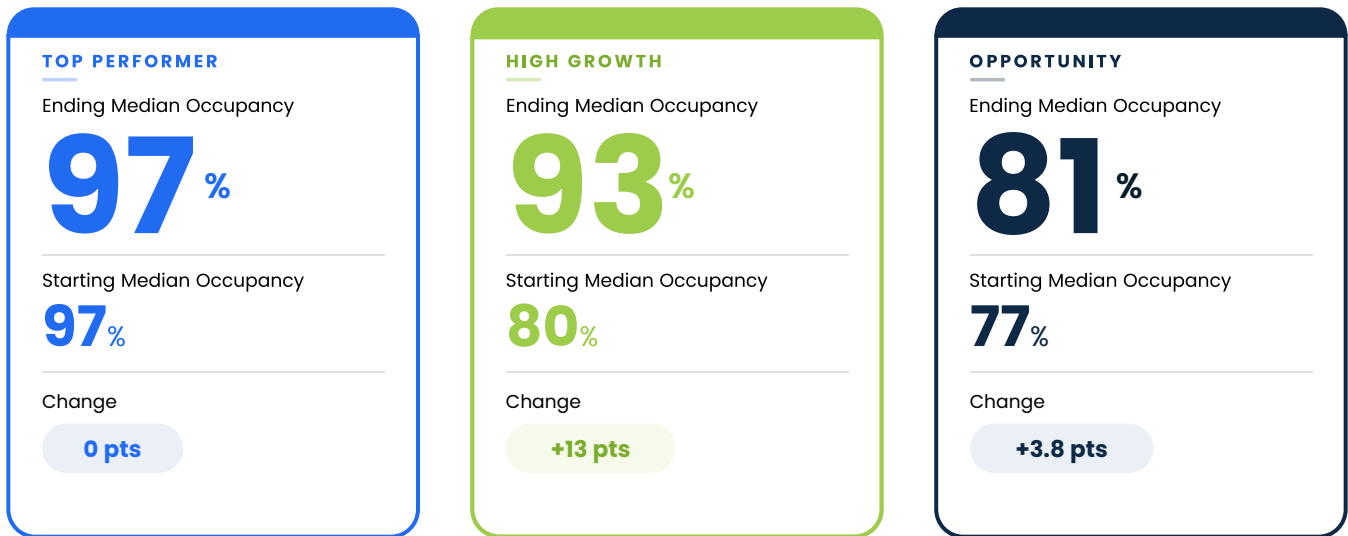 TOP PERFORMER
Ending Median Occupancy
97%
Starting Median Occupancy
97%
Change
0 pts
HIGH GROWTH
Ending Median Occupancy
93%
Starting Median Occupancy
80%
Change
+13 pts
OPPORTUNITY
Ending Median Occupancy
81%
Starting Median Occupancy
77%
Change
+3.8 pts